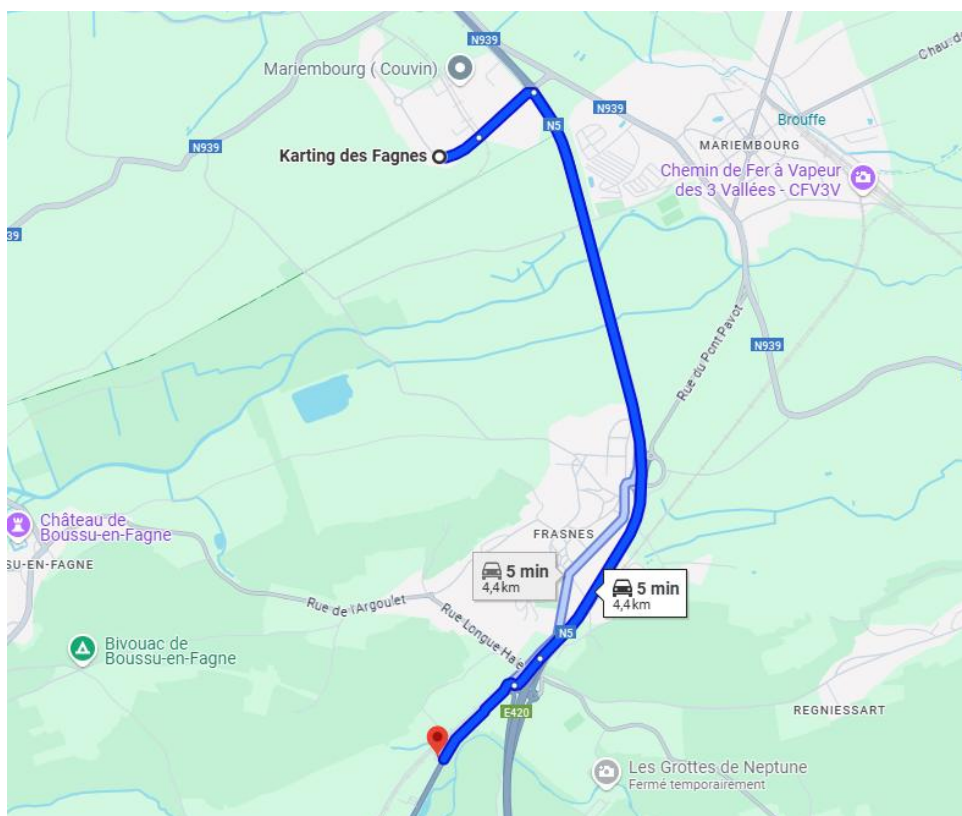 N939
N939
Mariembourg ( Couvin)
Chau. de
N939
Brouffe
N5
MARIEMBOURG
N939
Karting des Fagnes
Chemin de Fer à Vapeur
des 3 Vallées - CFV3V
39
N939
Rue du Pont Pavot
Château de
Boussu-en-Fagne
FRASNES
SU-EN-FAGNE
5 min
4,4 km
5 min
4,4 km
Rue de l'Argoulet
Rue Longue Haie
N5
Bivouac de
Boussu-en-Fagne
E420
REGNIESSART
Les Grottes de Neptune
Fermé temporairement